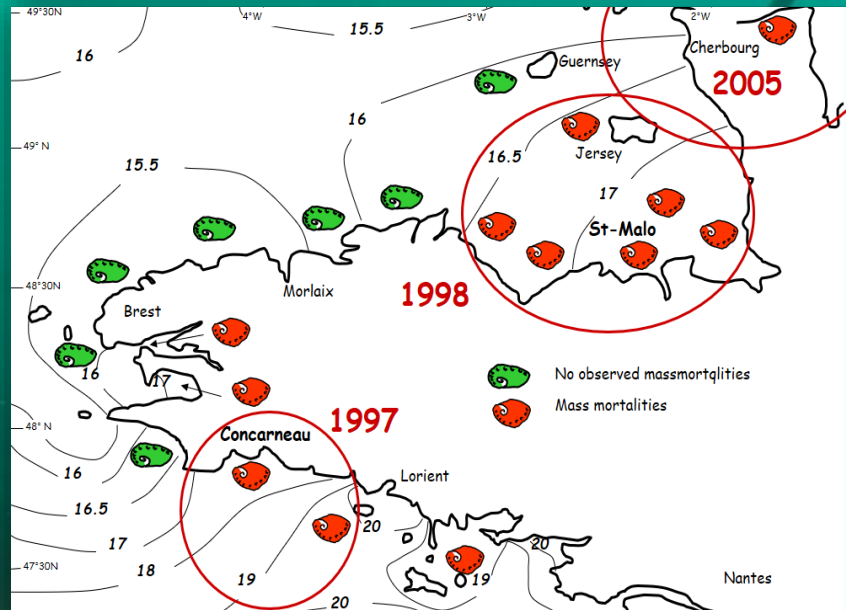 49°30N
4°W
3°W
2°W
15.5
16
Guernsey
Cherbourg
2005
16
49° N
15.5
16.5
Jersey
17
St-Malo
48°30N
Morlaix
1998
Brest
16
17
No observed massmortqlities
Mass mortalities
1997
48° N
Concarneau
16
Lorient
16.5
20
17
20
47°30N
18
19
19
Nantes
20